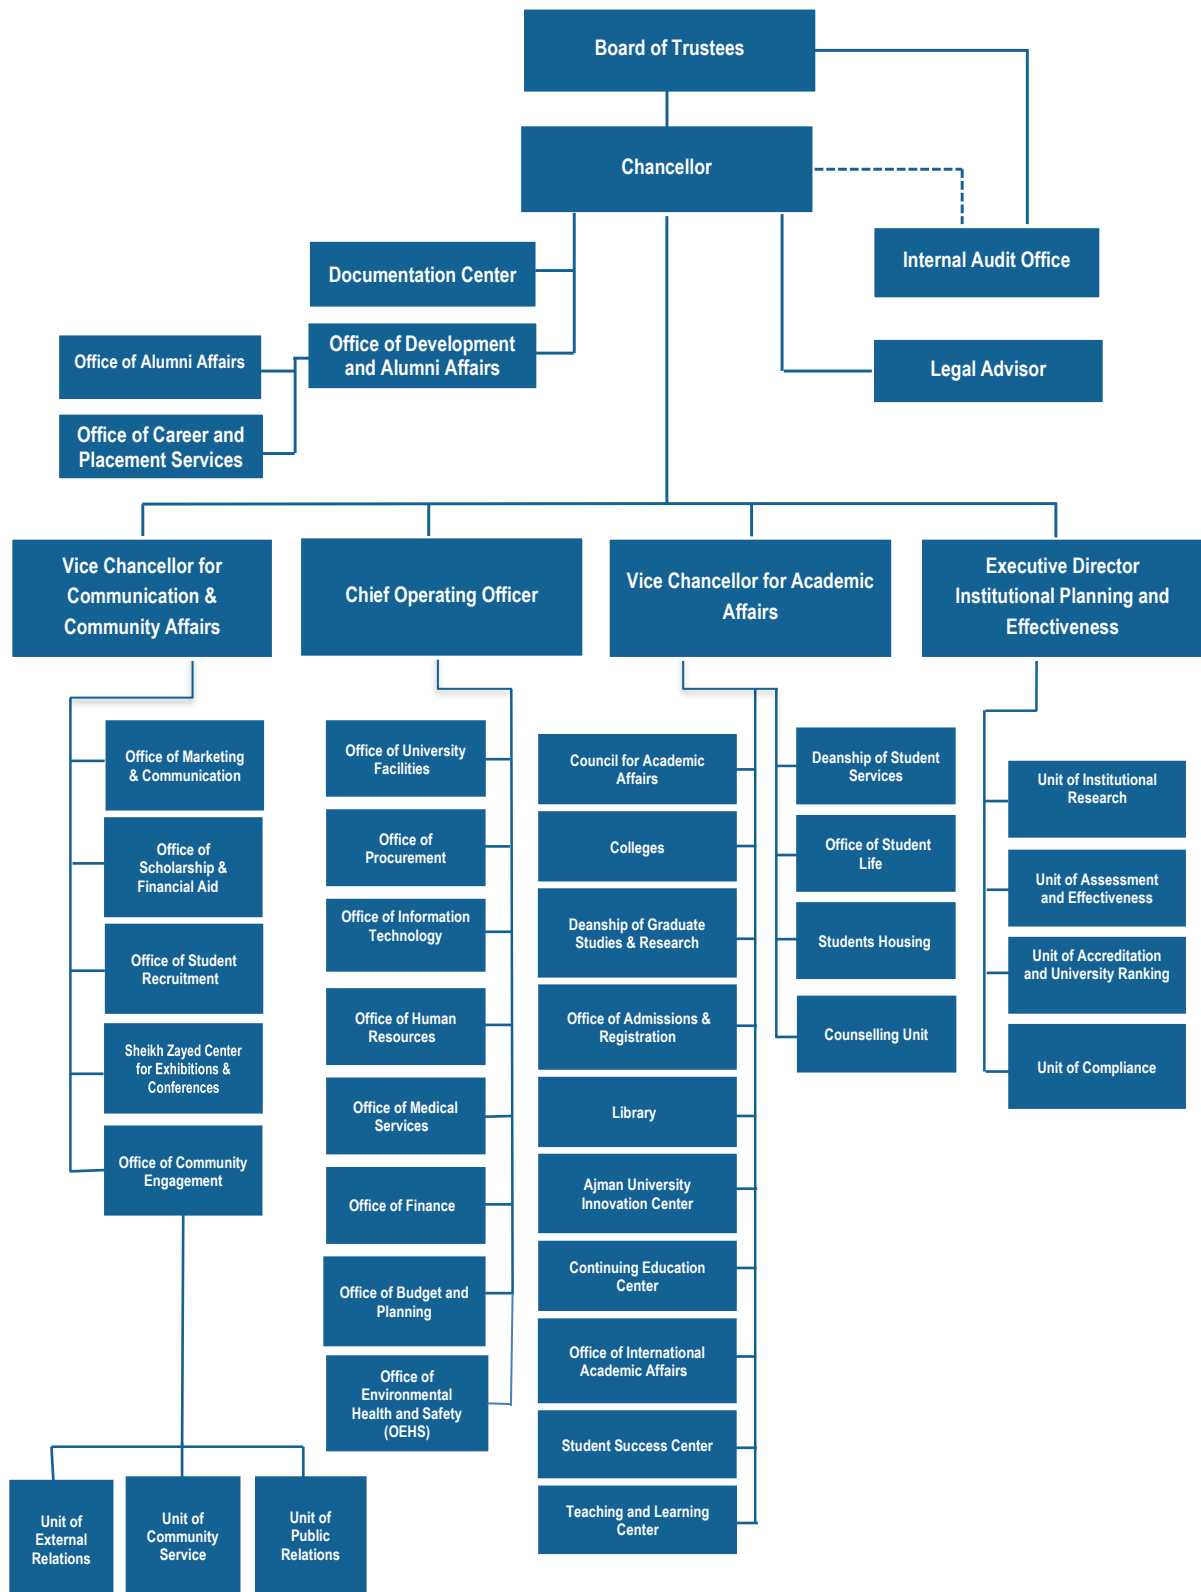 Board of Trustees
Chancellor
Internal Audit Office
Documentation Center
Office of Development
and Alumni Affairs
Legal Advisor
Office of Alumni Affairs
Office of Career and
Placement Services
Vice Chancellor for
Communication &
Community Affairs
Chief Operating Officer
Vice Chancellor for Academic
Affairs
Executive Director
Institutional Planning and
Effectiveness
Office of Marketing
& Communication
Office of
Scholarship &
Financial Aid
Office of Student
Recruitment
Sheikh Zayed Center
for Exhibitions &
Conferences
Office of Community
Engagement
Unit of
External
Relations
Unit of
Community
Service
Unit of
Public
Relations
Office of University
Facilities
Office of
Procurement
Office of Information
Technology
Office of Human
Resources
Office of Medical
Services
Office of Finance
Office of Budget and
Planning
Office of
Environmental
Health and Safety
(OEHS)
Council for Academic
Affairs
Colleges
Deanship of Graduate
Studies & Research
Office of Admissions &
Registration
Library
Ajman University
Innovation Center
Continuing Education
Center
Office of International
Academic Affairs
Student Success Center
Teaching and Learning
Center
Deanship of Student
Services
Office of Student
Life
Students Housing
Counselling Unit
Unit of Institutional
Research
Unit of Assessment
and Effectiveness
Unit of Accreditation
and University Ranking
Unit of Compliance